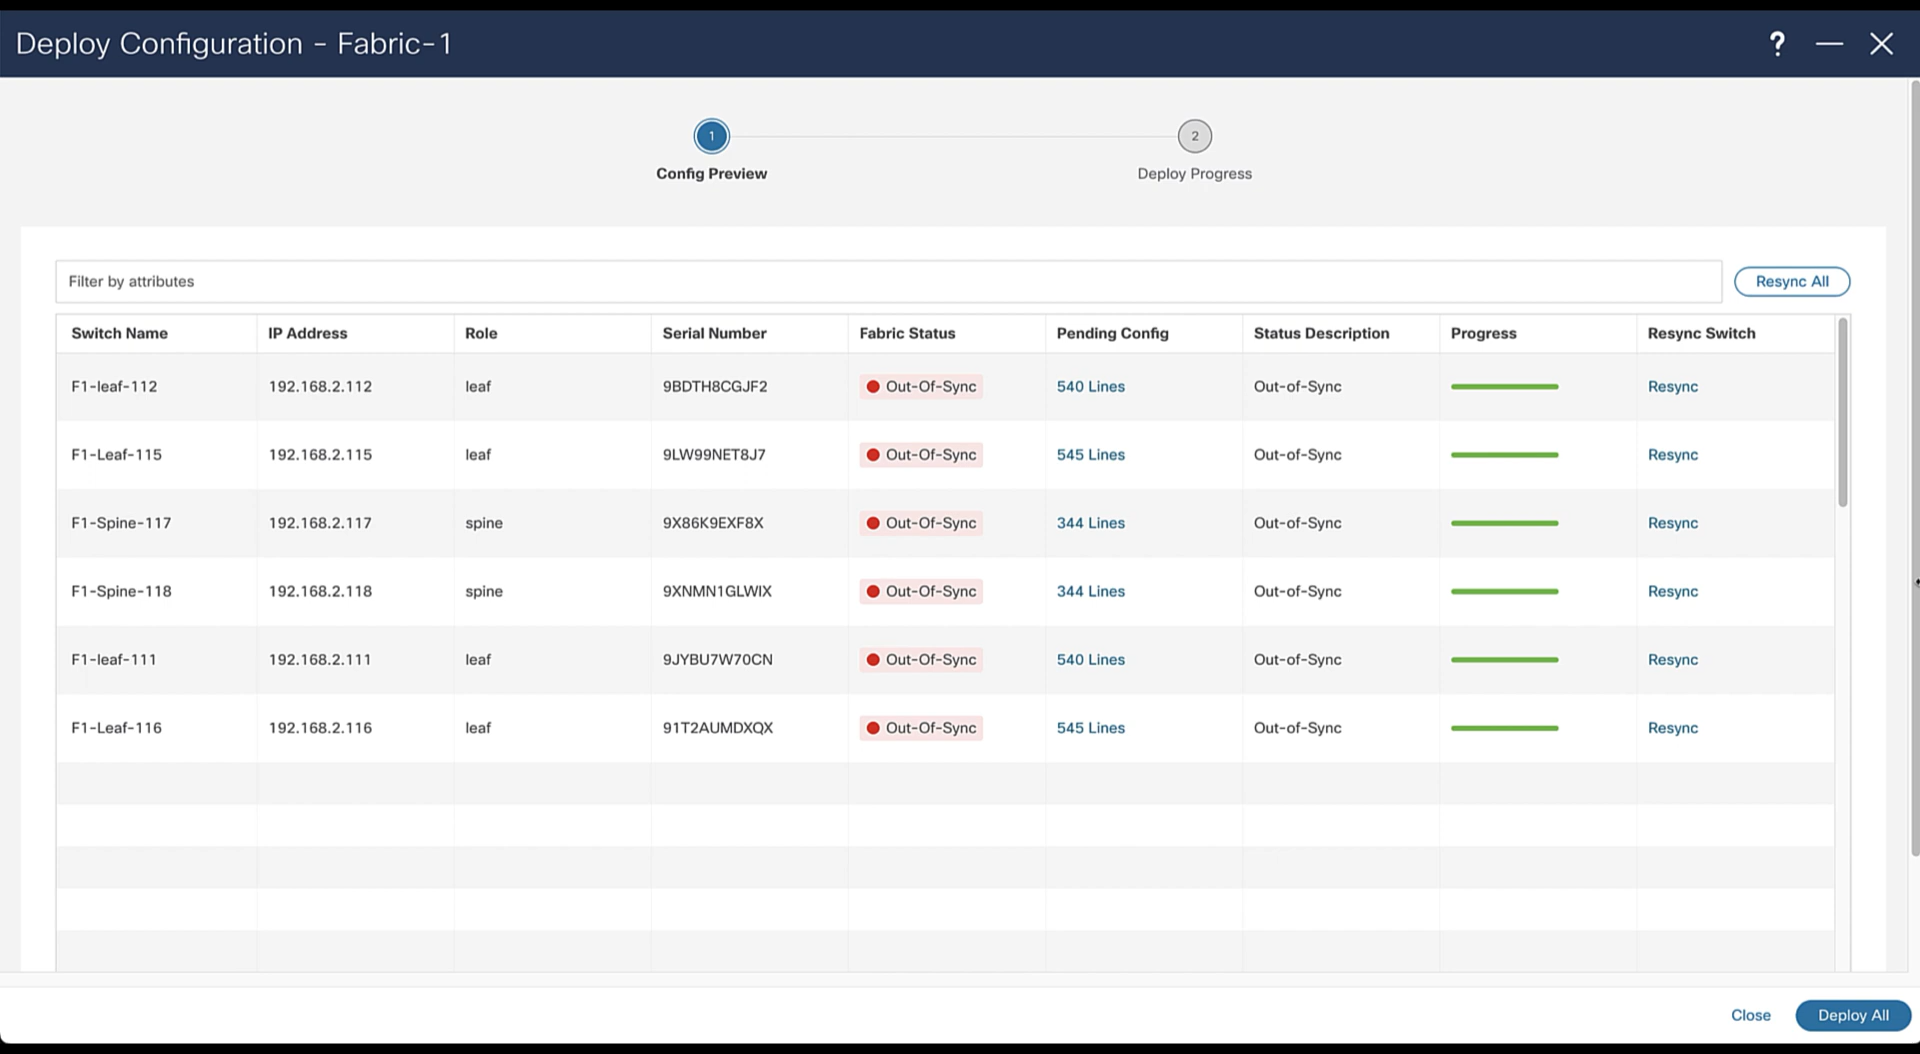 Deploy Configuration - Fabric-1 ?
1 2
Config Preview Deploy Progress
Filter by attributes Resync All
Switch Name IP Address Role Serial Number Fabric Status Pending Config Status Description Progress Resync Switch
F1-leaf-112 192.168.2.112 leaf 9BDTH8CGJF2 Out-Of-Sync 540 Lines Out-of-Sync Resync
F1-Leaf-115 192.168.2.115 leaf 9LW99NET8J7 Out-Of-Sync 545 Lines Out-of-Sync Resync
F1-Spine-117 192.168.2.117 spine 9X86K9EXF8X Out-Of-Sync 344 Lines Out-of-Sync Resync
F1-Spine-118 192.168.2.118 spine 9XNMN1GLWIX Out-Of-Sync 344 Lines Out-of-Sync Resync
F1-leaf-111 192.168.2.111 leaf 9JYBU7W70CN Out-Of-Sync 540 Lines Out-of-Sync Resync
F1-Leaf-116 192.168.2.116 leaf 91T2AUMDXQX Out-Of-Sync 545 Lines Out-of-Sync Resync
Close Deploy All